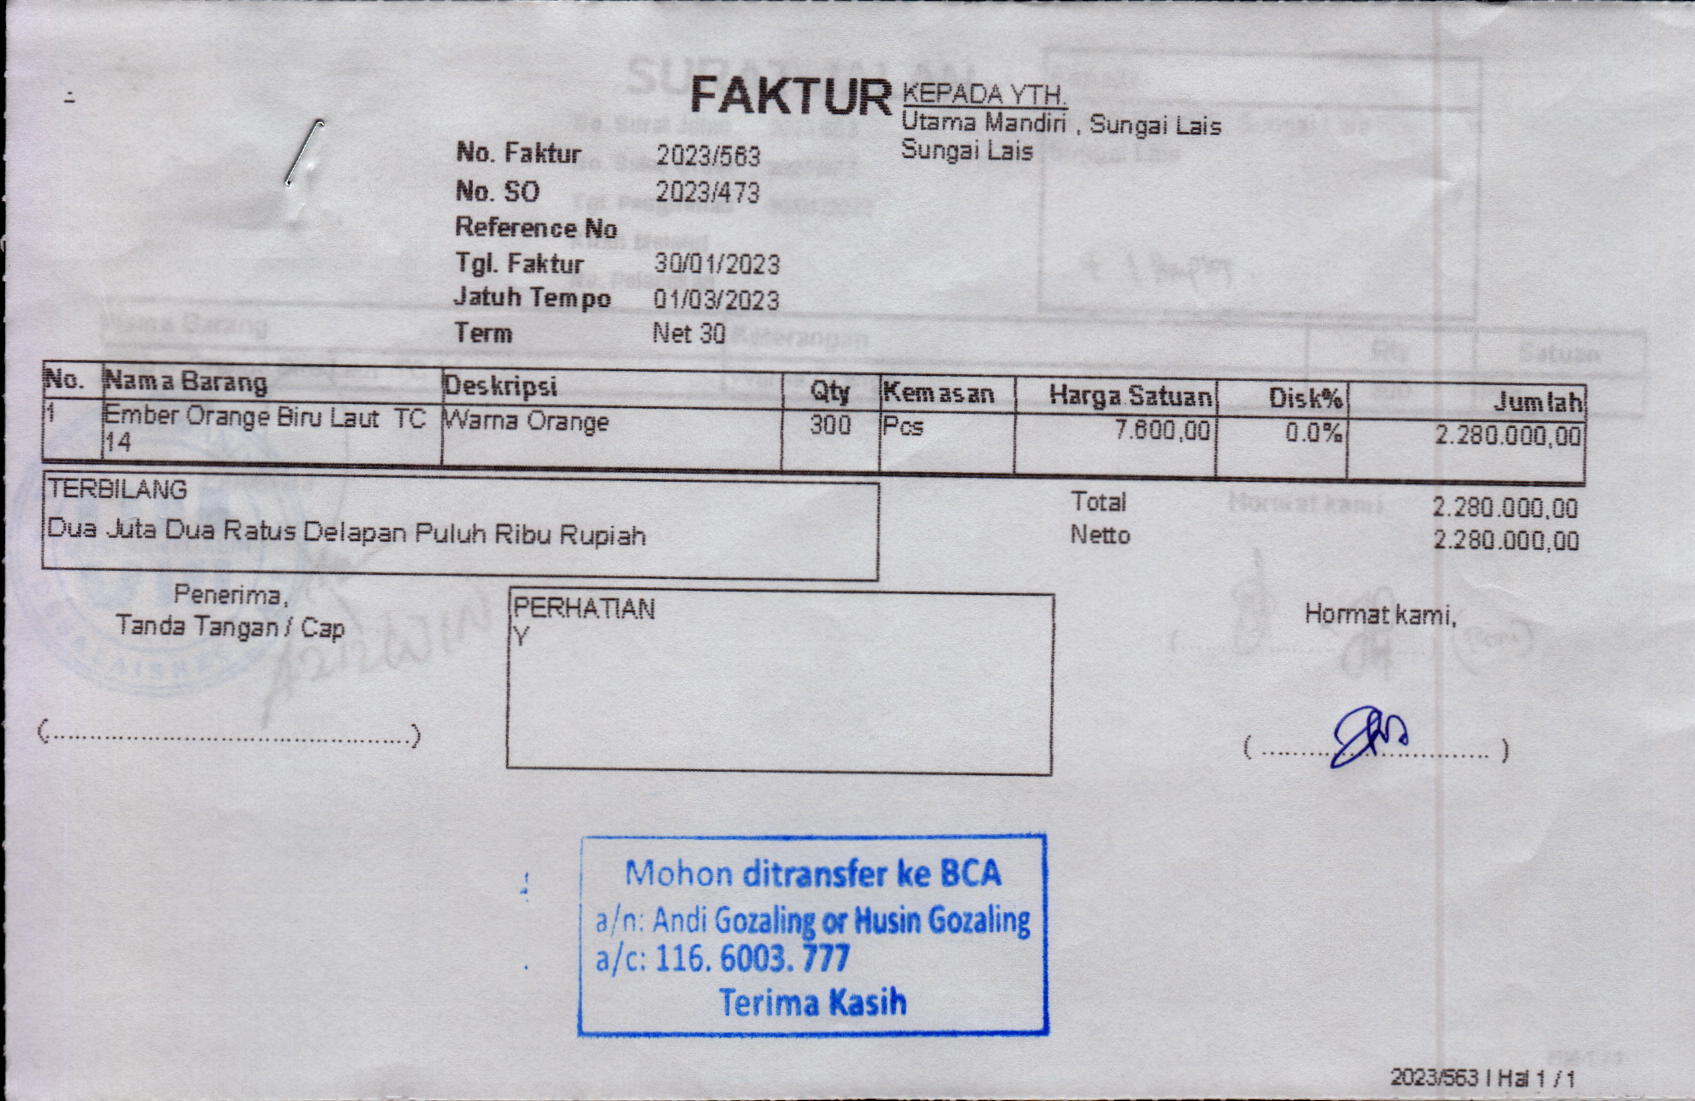 FAKTUR
KEPADA YTH.
Utama Mandiri , Sungai Lais
Sungai Lais
No. Faktur 2023/563
No. SO 2023/473
Reference No
Tgl. Faktur 30/01/2023
Jatuh Tempo 01/03/2023
Term Net 30
No. Nama Barang Deskripsi Qty Kemasan Harga Satuan Disk% Jumlah
1 Ember Orange Biru Laut TC 14 Warna Orange 300 Pcs 7.600,00 0.0% 2.280.000,00
TERBILANG
Dua Juta Dua Ratus Delapan Puluh Ribu Rupiah
Total 2.280.000,00
Netto 2.280.000,00
Penerima,
Tanda Tangan / Cap
(................................................)
PERHATIAN
Y
Hormat kami,
(..............................)
Mohon ditransfer ke BCA
a/n: Andi Gozaling or Husin Gozaling
a/c: 116. 6003. 777
Terima Kasih
2023/563 | Hal 1 / 1